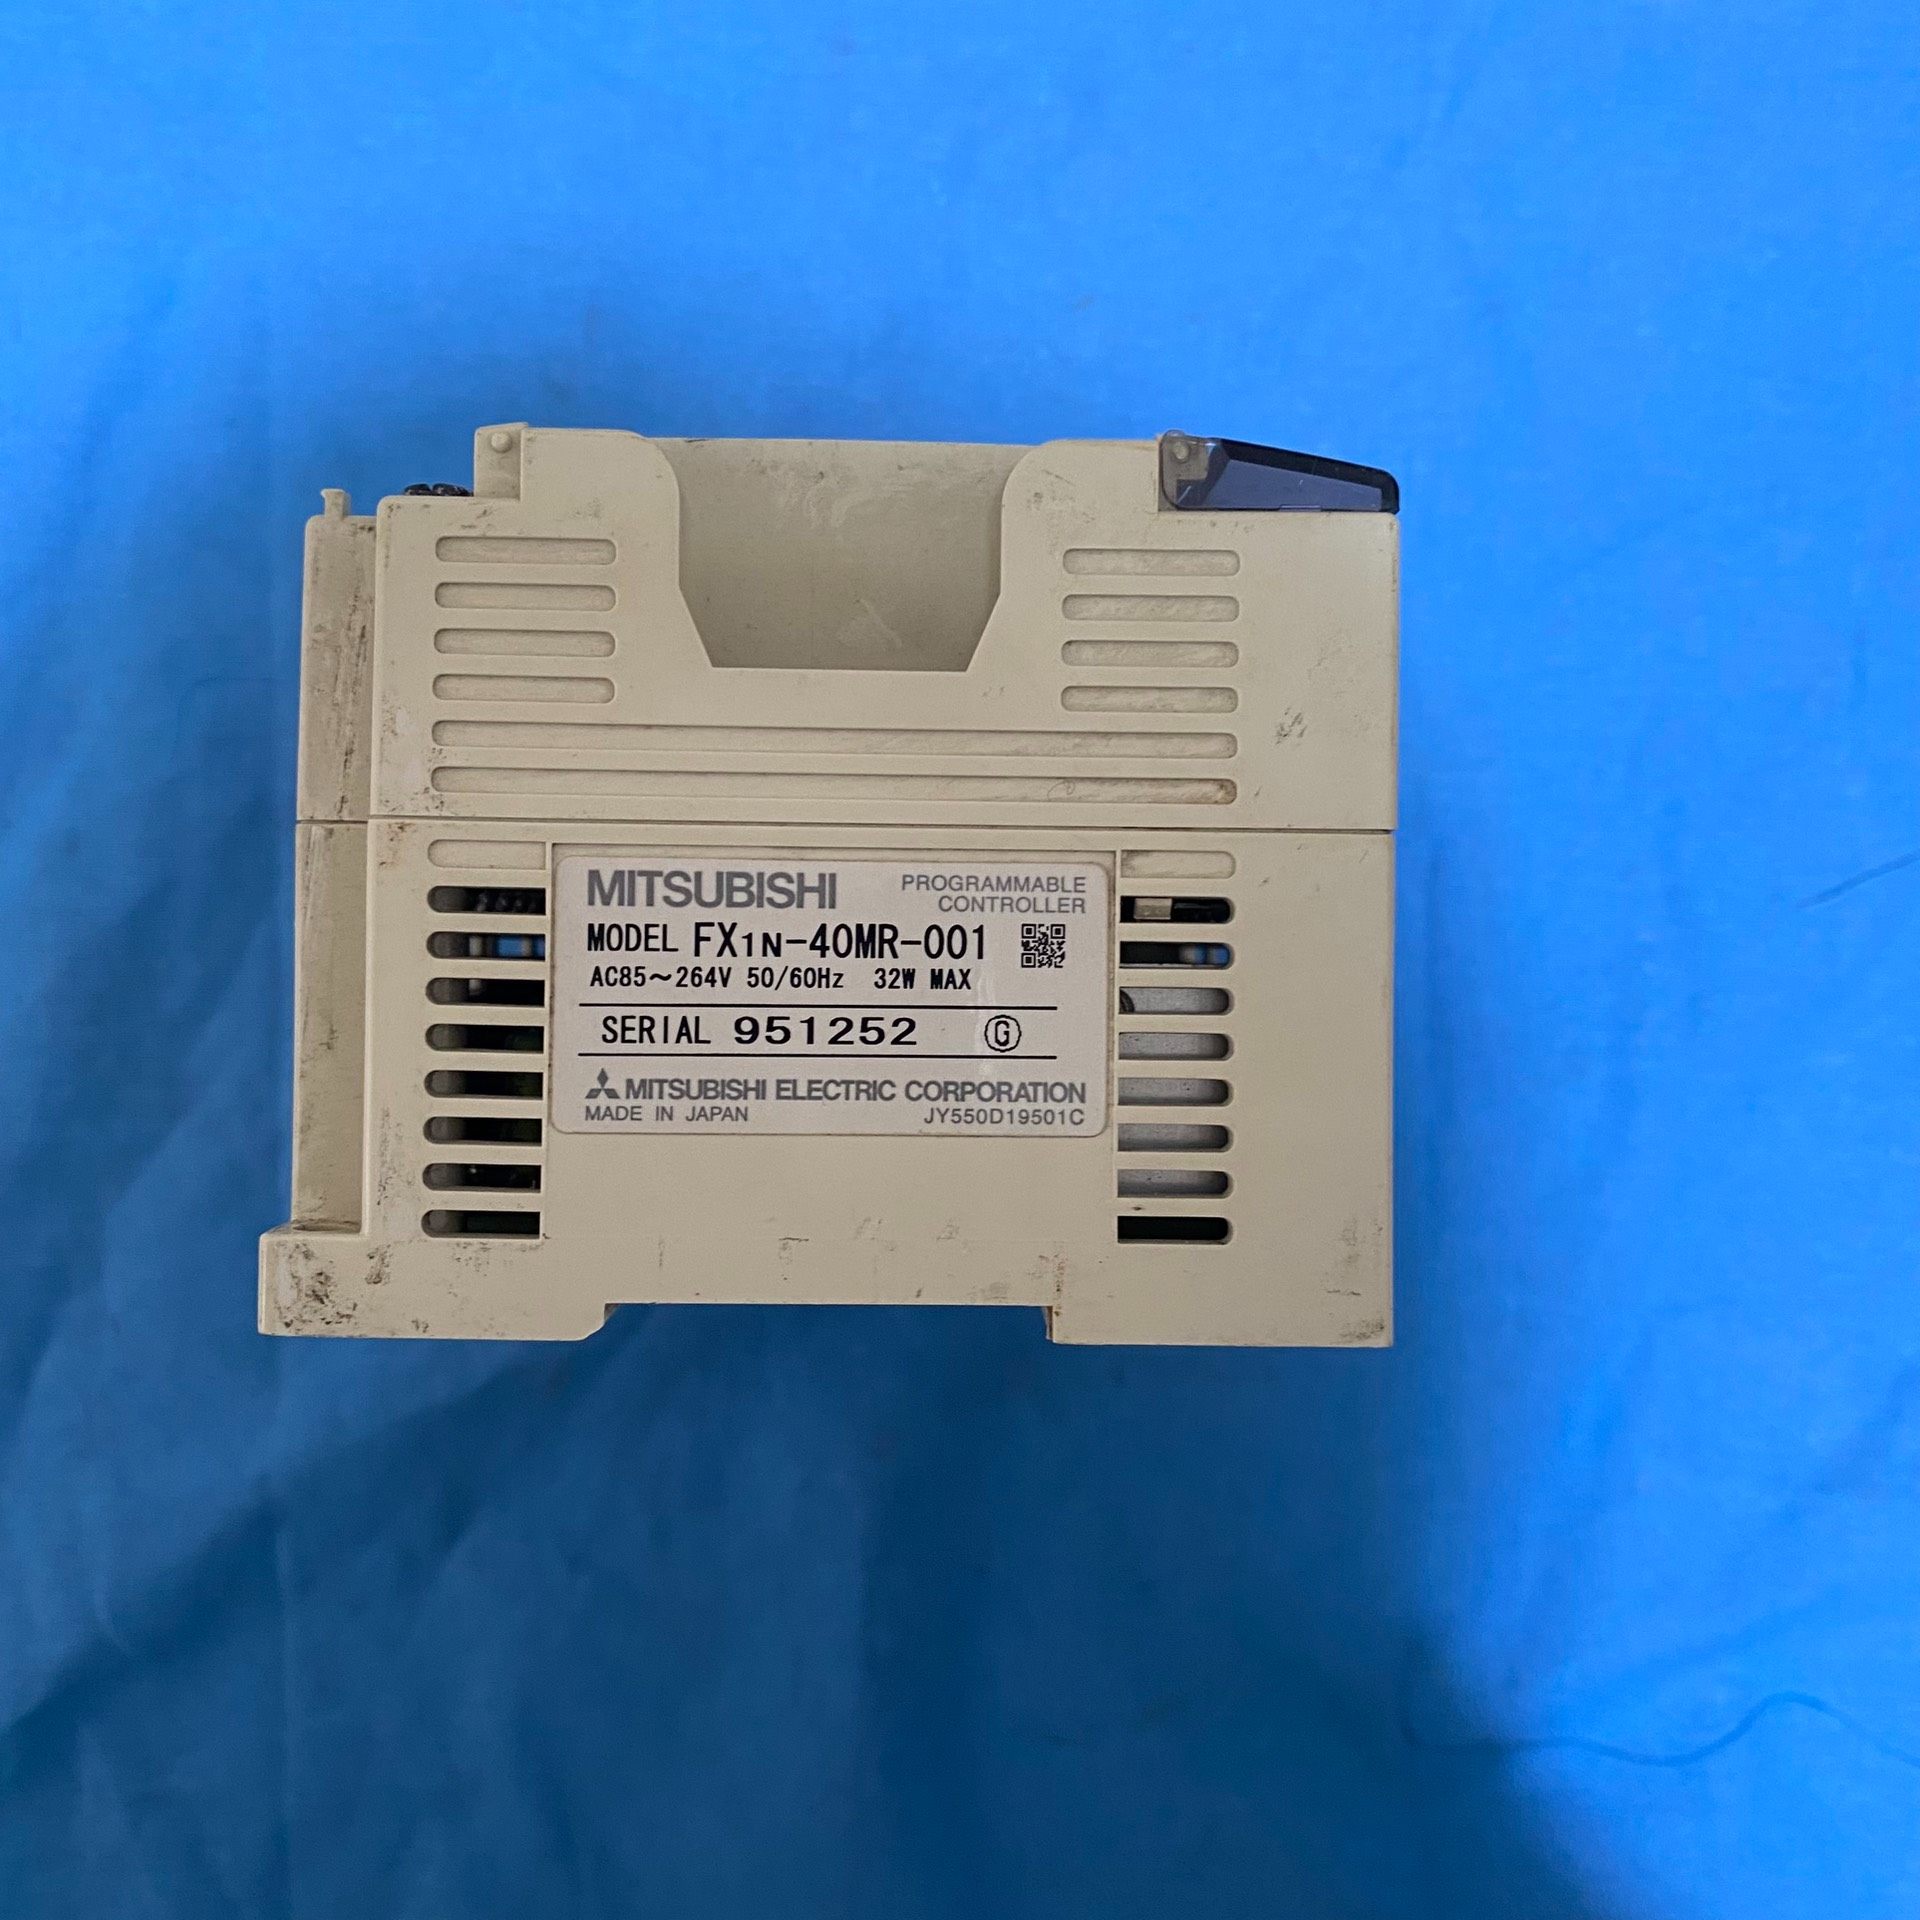 MITSUBISHI PROGRAMMABLE
CONTROLLER
MODEL FX1N-40MR-001
AC85～264V 50/60Hz 32W MAX
SERIAL 951252 G
MITSUBISHI ELECTRIC CORPORATION
MADE IN JAPAN JY550D19501C